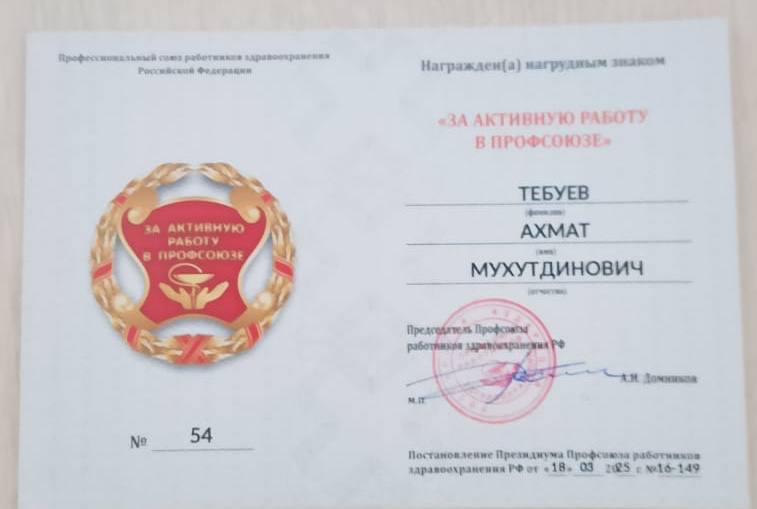 Профессиональный союз работников здравоохранения
Российской Федерации
ЗА АКТИВНУЮ
РАБОТУ
В ПРОФСОЮЗЕ
№ 54
Награжден(а) нагрудным знаком
«ЗА АКТИВНУЮ РАБОТУ
В ПРОФСОЮЗЕ»
ТЕБУЕВ
(фамилия)
АХМАТ
(имя)
МУХУТДИНОВИЧ
(отчество)
Председатель Профсоюза
работников здравоохранения РФ
А.И. Домников
М.П.
Постановление Президиума Профсоюза работников
здравоохранения РФ от «18» 03 2025 г. №16-149